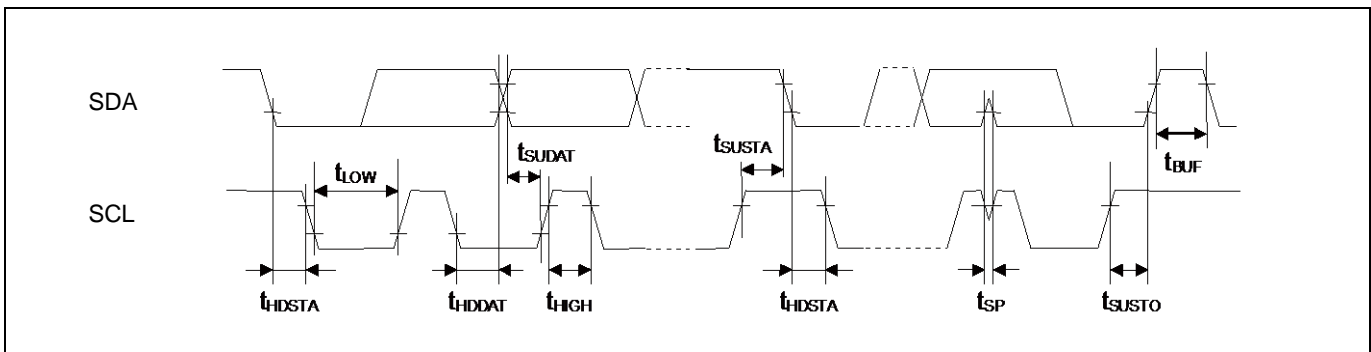 SDA
tSUDAT
tSUSTA
tBUF
tLOW
SCL
tHDSTA
tHDDAT
tHIGH
tHDSTA
tSP
tSUSTO